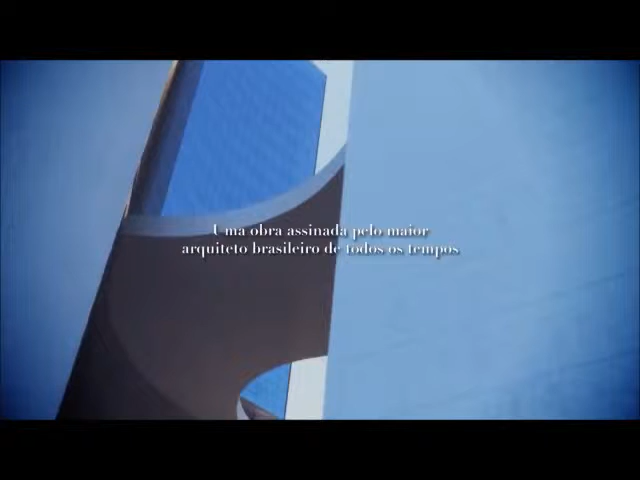 Uma obra assinada pelo maior
arquiteto brasileiro de todos os tempos